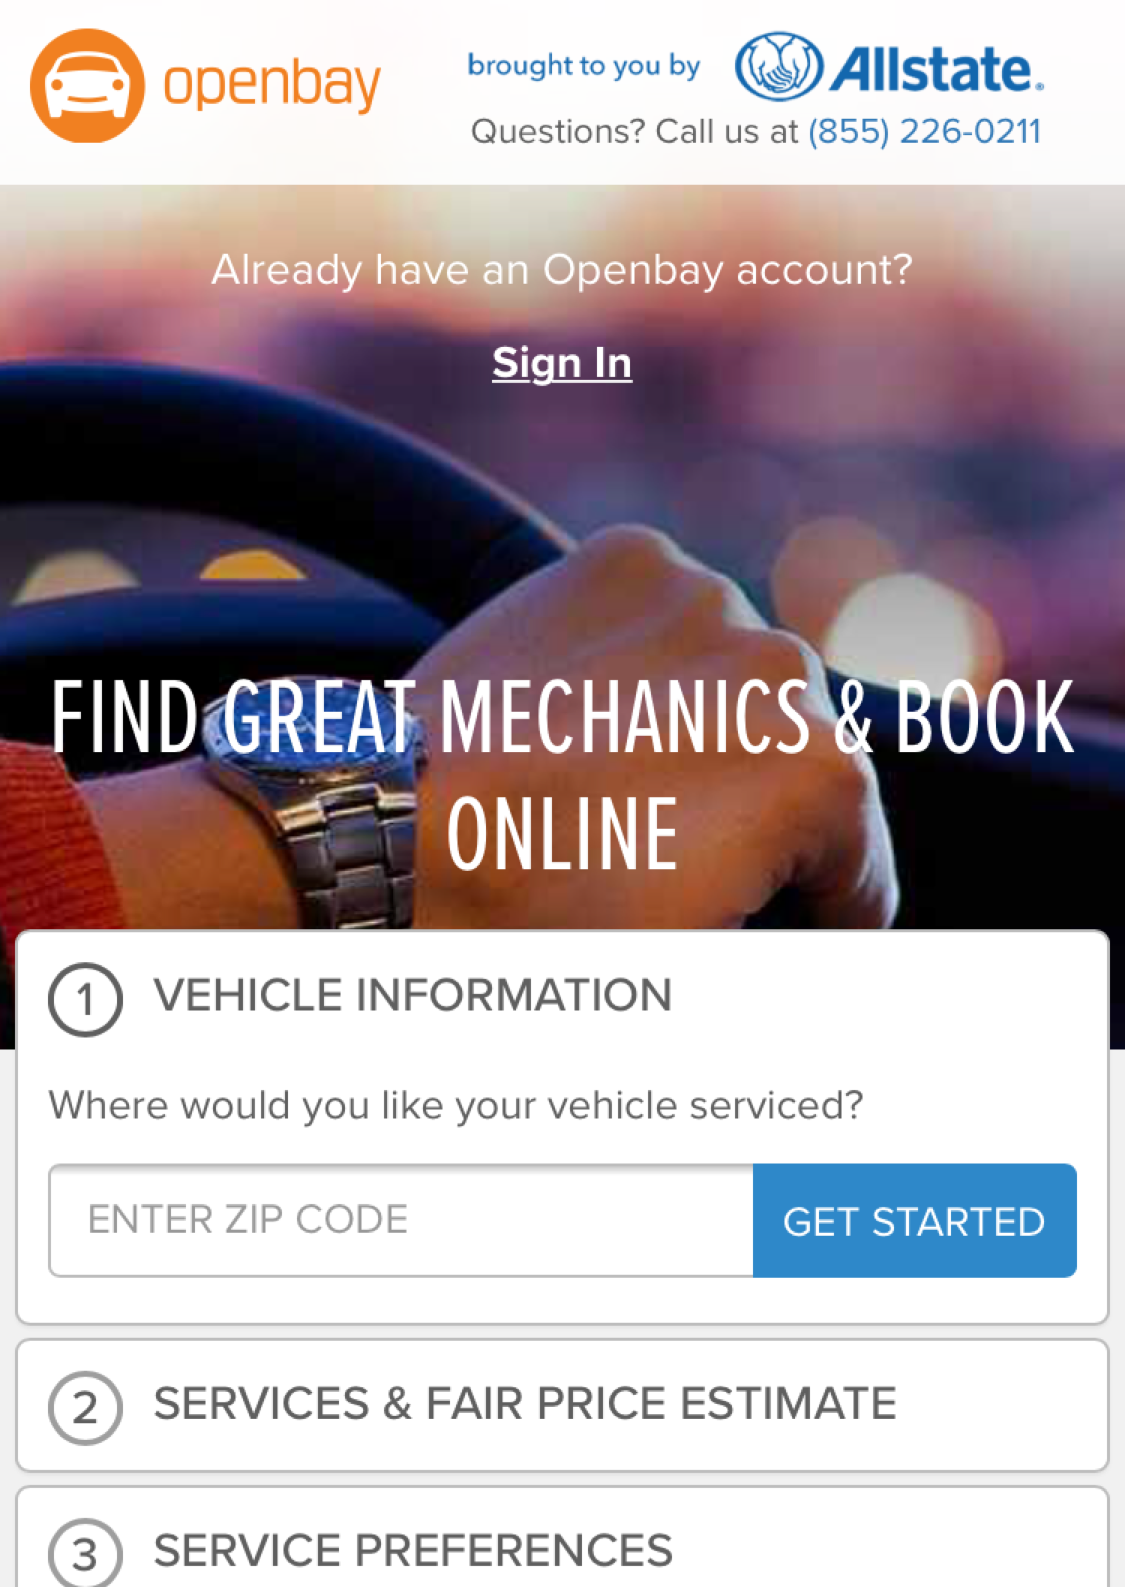 openbay
brought to you by Allstate®
Questions? Call us at (855) 226-0211
Already have an Openbay account?
Sign In
FIND GREAT MECHANICS & BOOK
ONLINE
1 VEHICLE INFORMATION
Where would you like your vehicle serviced?
ENTER ZIP CODE GET STARTED
2 SERVICES & FAIR PRICE ESTIMATE
3 SERVICE PREFERENCES